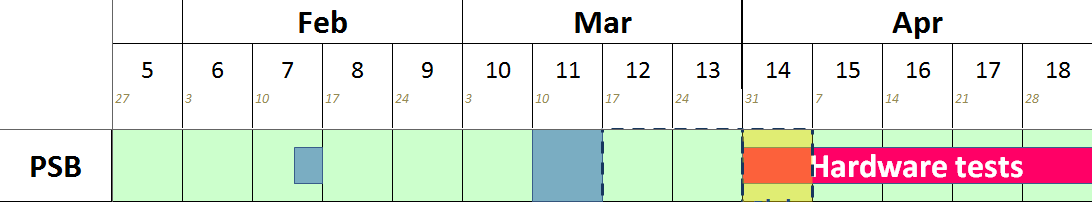 Feb Mar Apr
5 6 7 8 9 10 11 12 13 14 15 16 17 18
27 3 10 17 24 3 10 17 24 31 7 14 21 28
PSB Hardware tests